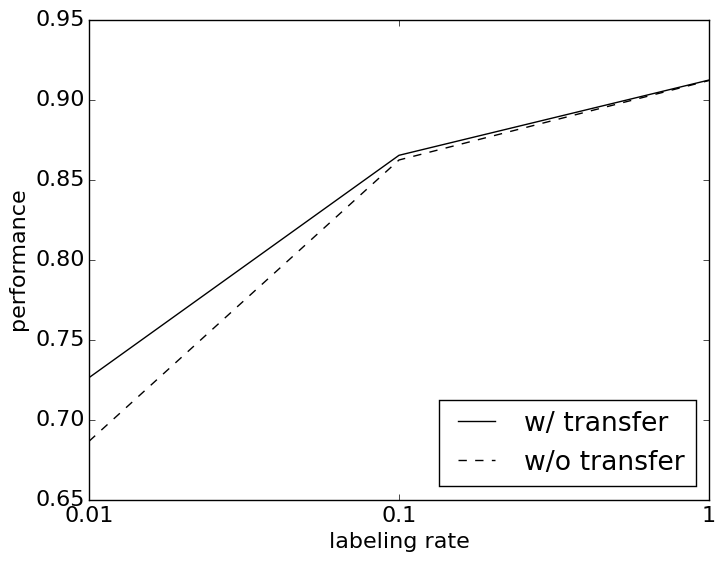 0.95
0.90
0.85
0.80
0.75
0.70
0.65
performance
0.01
0.1
1
labeling rate
w/ transfer
w/o transfer